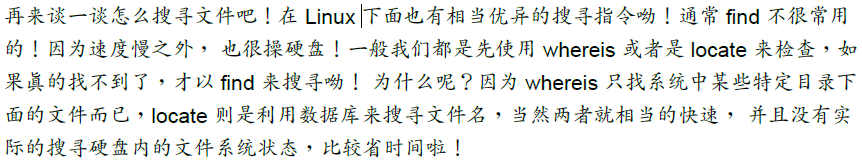 再来谈一谈怎么搜寻文件吧！在 Linux 下面也有相当优异的搜寻指令呦！通常 find 不很常用
的！因为速度慢之外， 也很操硬盘！一般我们都是先使用 whereis 或者是 locate 来检查，如
果真的找不到了，才以 find 来搜寻呦！ 为什么呢？因为 whereis 只找系统中某些特定目录下
面的文件而已，locate 则是利用数据库来搜寻文件名，当然两者就相当的快速， 并且没有实
际的搜寻硬盘内的文件系统状态，比较省时间啦！